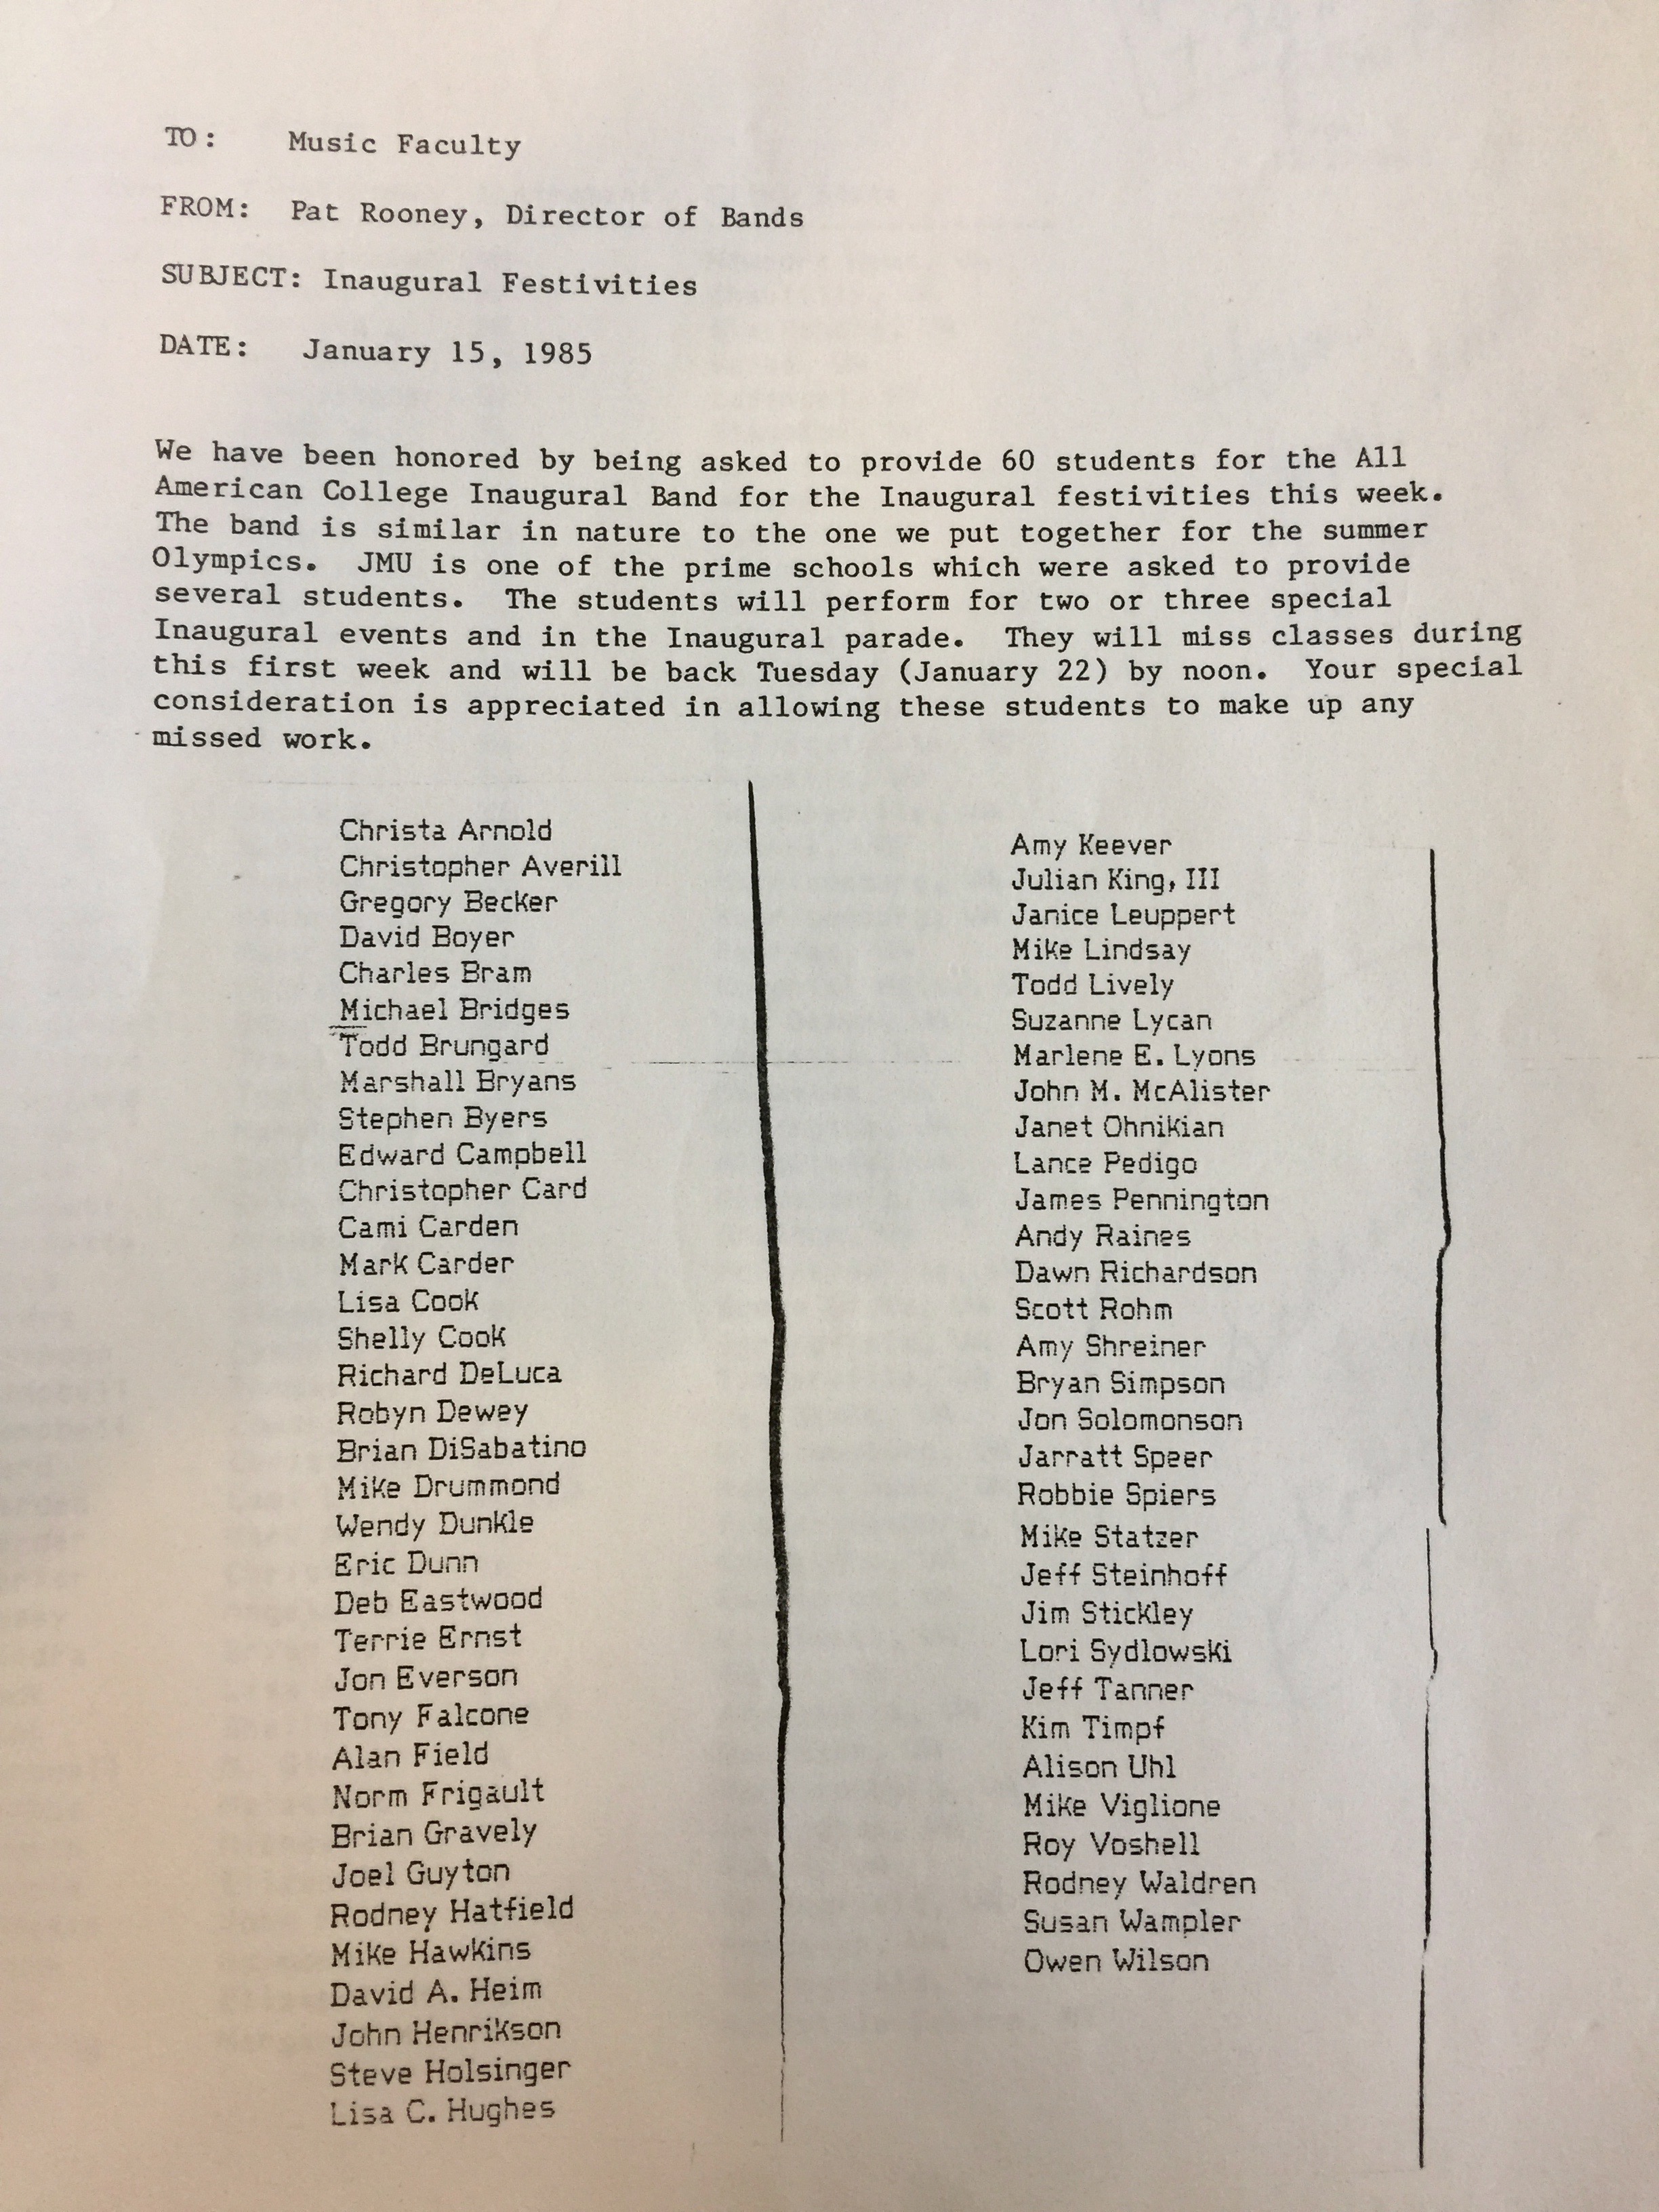 TO: Music Faculty
FROM: Pat Rooney, Director of Bands
SUBJECT: Inaugural Festivities
DATE: January 15, 1985
We have been honored by being asked to provide 60 students for the All
American College Inaugural Band for the Inaugural festivities this week.
The band is similar in nature to the one we put together for the summer
Olympics. JMU is one of the prime schools which were asked to provide
several students. The students will perform for two or three special
Inaugural events and in the Inaugural parade. They will miss classes during
this first week and will be back Tuesday (January 22) by noon. Your special
consideration is appreciated in allowing these students to make up any
missed work.
Christa Arnold
Christopher Averill
Gregory Becker
David Boyer
Charles Bram
Michael Bridges
Todd Brungard
Marshall Bryans
Stephen Byers
Edward Campbell
Christopher Card
Cami Carden
Mark Carder
Lisa Cook
Shelly Cook
Richard DeLuca
Robyn Dewey
Brian DiSabatino
Mike Drummond
Wendy Dunkle
Eric Dunn
Deb Eastwood
Terrie Ernst
Jon Everson
Tony Falcone
Alan Field
Norm Frigault
Brian Gravely
Joel Guyton
Rodney Hatfield
Mike Hawkins
David A. Heim
John Henrikson
Steve Holsinger
Lisa C. Hughes
Amy Keever
Julian King, III
Janice Leuppert
Mike Lindsay
Todd Lively
Suzanne Lycan
Marlene E. Lyons
John M. McAlister
Janet Ohnikian
Lance Pedigo
James Pennington
Andy Raines
Dawn Richardson
Scott Rohm
Amy Shreiner
Bryan Simpson
Jon Solomonson
Jarratt Speer
Robbie Spiers
Mike Statzer
Jeff Steinhoff
Jim Stickley
Lori Sydlowski
Jeff Tanner
Kim Timpf
Alison Uhl
Mike Viglione
Roy Voshell
Rodney Waldren
Susan Wampler
Owen Wilson